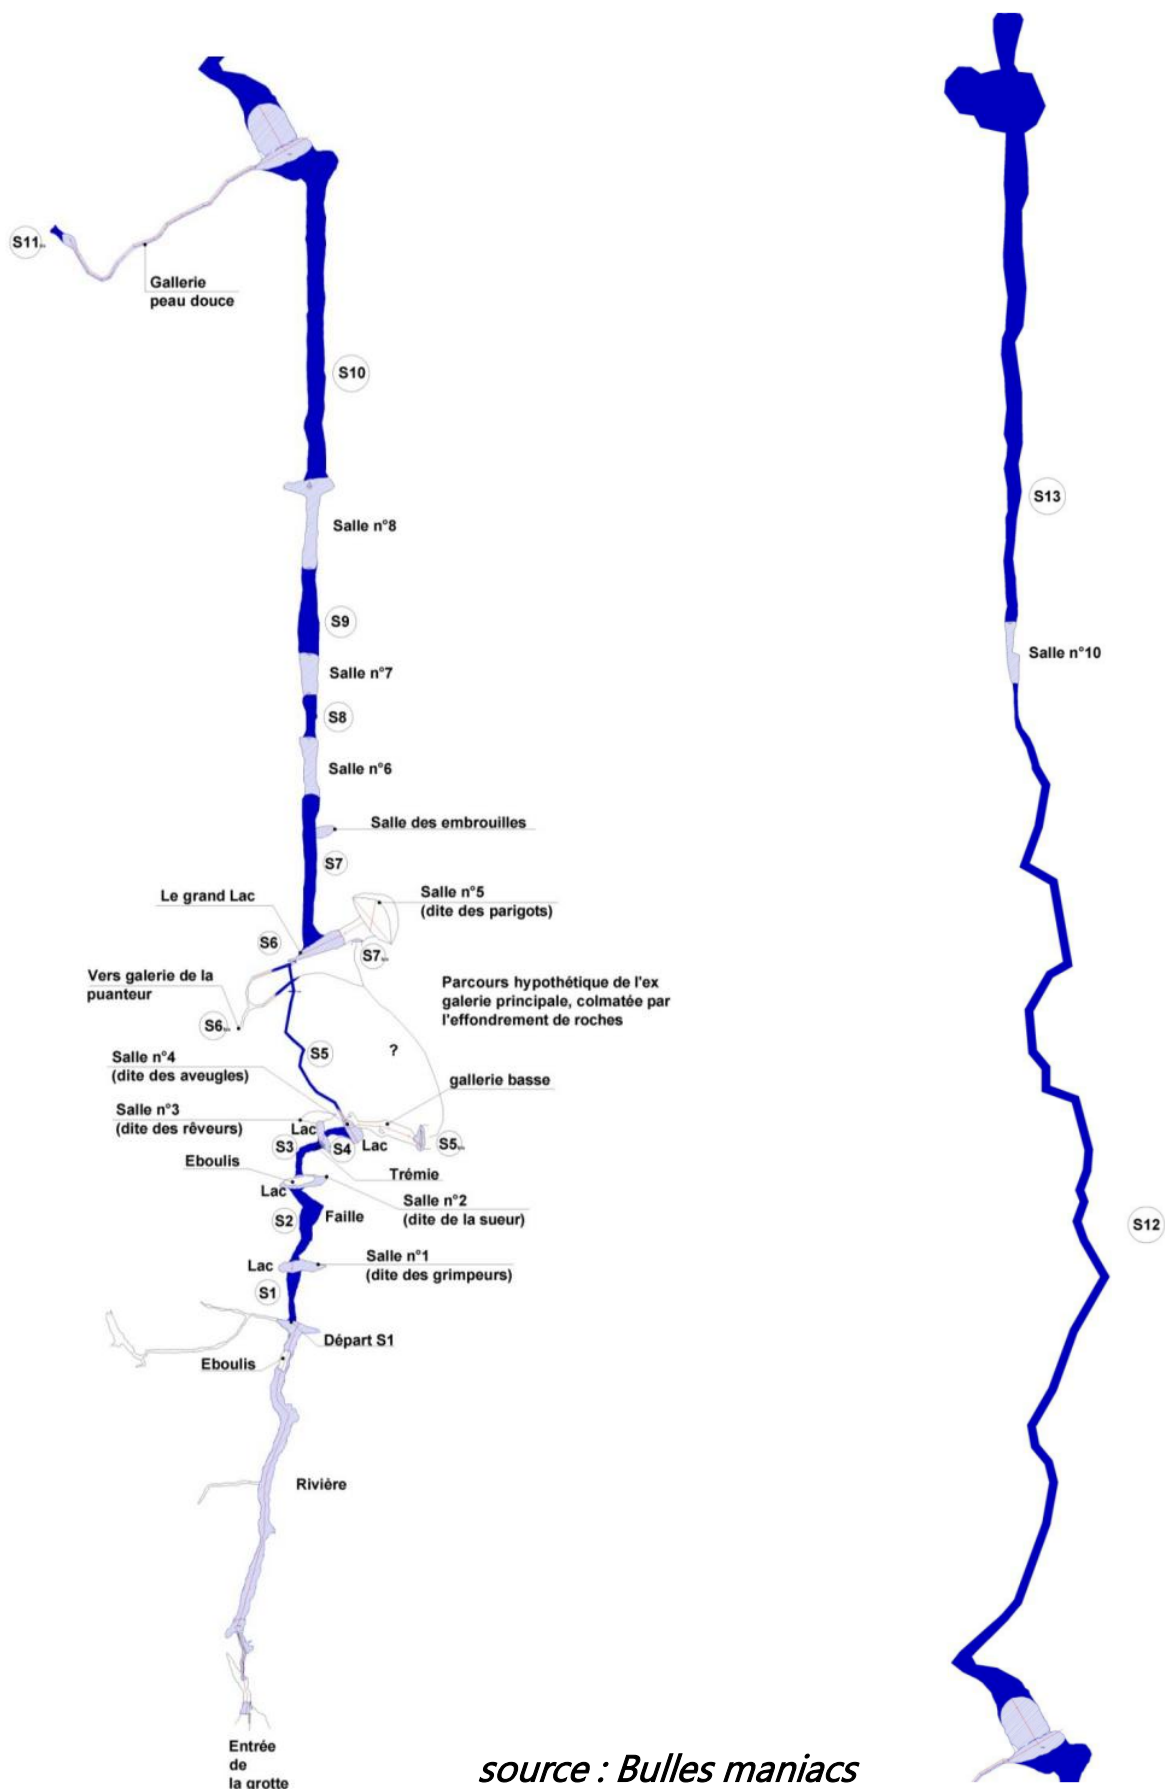 S11
Gallerie
peau douce
S10
Salle n°8
S9
Salle n°7
S8
Salle n°6
Salle des embrouilles
S7
Le grand Lac
Salle n°5
(dite des parigots)
S6
S7bis
Vers galerie de la
puanteur
Parcours hypothétique de l'ex
galerie principale, colmatée par
l'effondrement de roches
S6bis
S5
?
Salle n°4
(dite des aveugles)
gallerie basse
Salle n°3
(dite des rêveurs)
Lac
Lac
S3
S4
S5bis
Eboulis
Trémie
Lac
Salle n°2
(dite de la sueur)
S2
Faille
Lac
Salle n°1
(dite des grimpeurs)
S1
Départ S1
Eboulis
Rivière
Entrée
de
la grotte
S13
Salle n°10
S12
source : Bulles maniacs